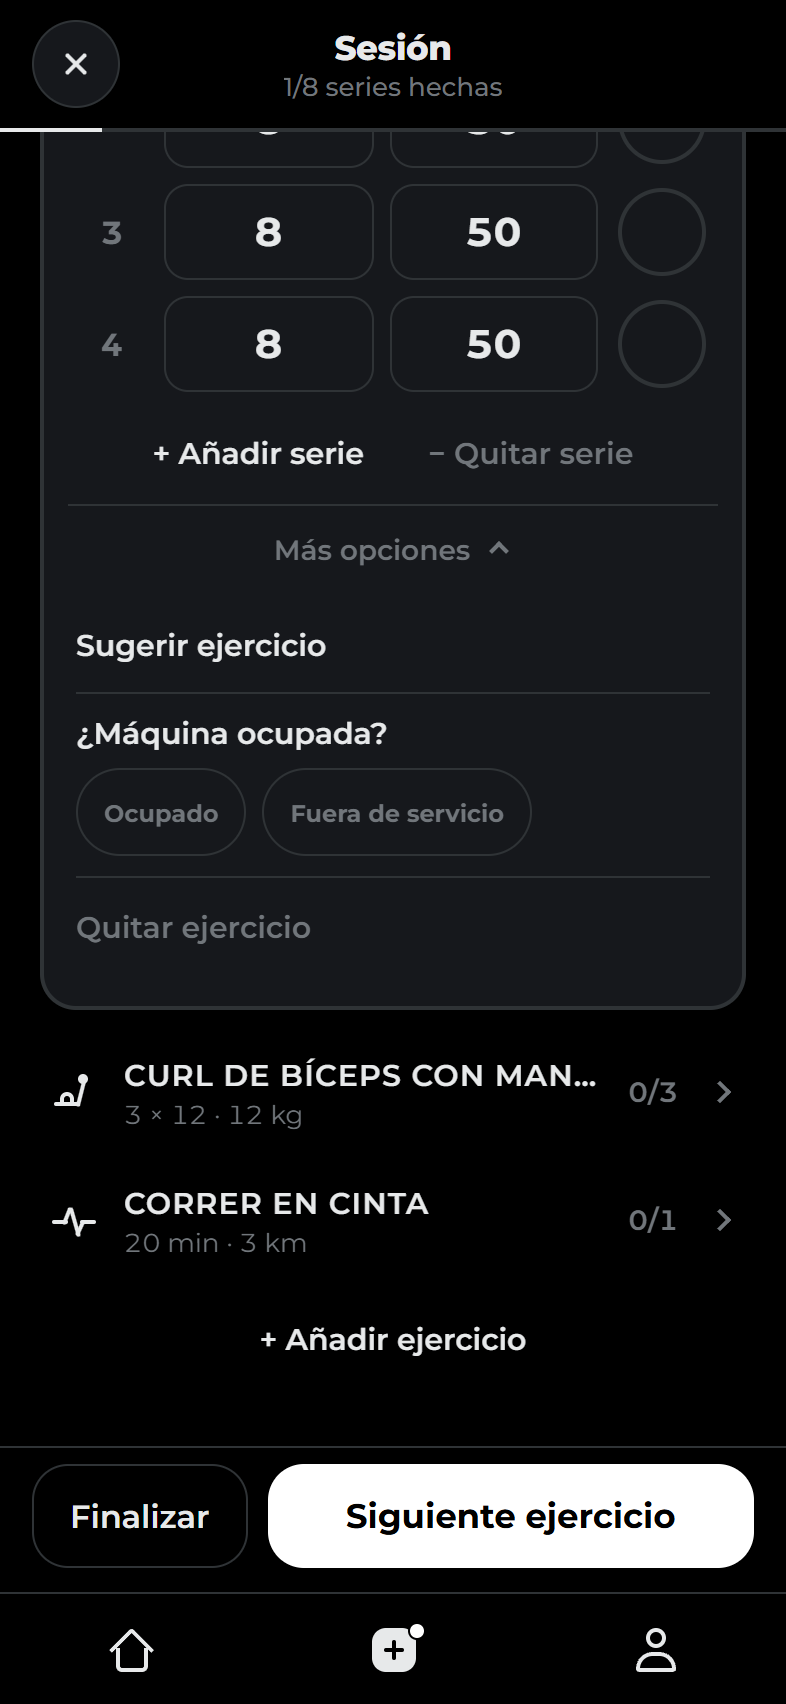 Sesión
1/8 series hechas
3 8 50
4 8 50
+ Añadir serie − Quitar serie
Más opciones
Sugerir ejercicio
¿Máquina ocupada?
Ocupado Fuera de servicio
Quitar ejercicio
CURL DE BÍCEPS CON MAN... 0/3
3 × 12 · 12 kg
CORRER EN CINTA 0/1
20 min · 3 km
+ Añadir ejercicio
Finalizar Siguiente ejercicio